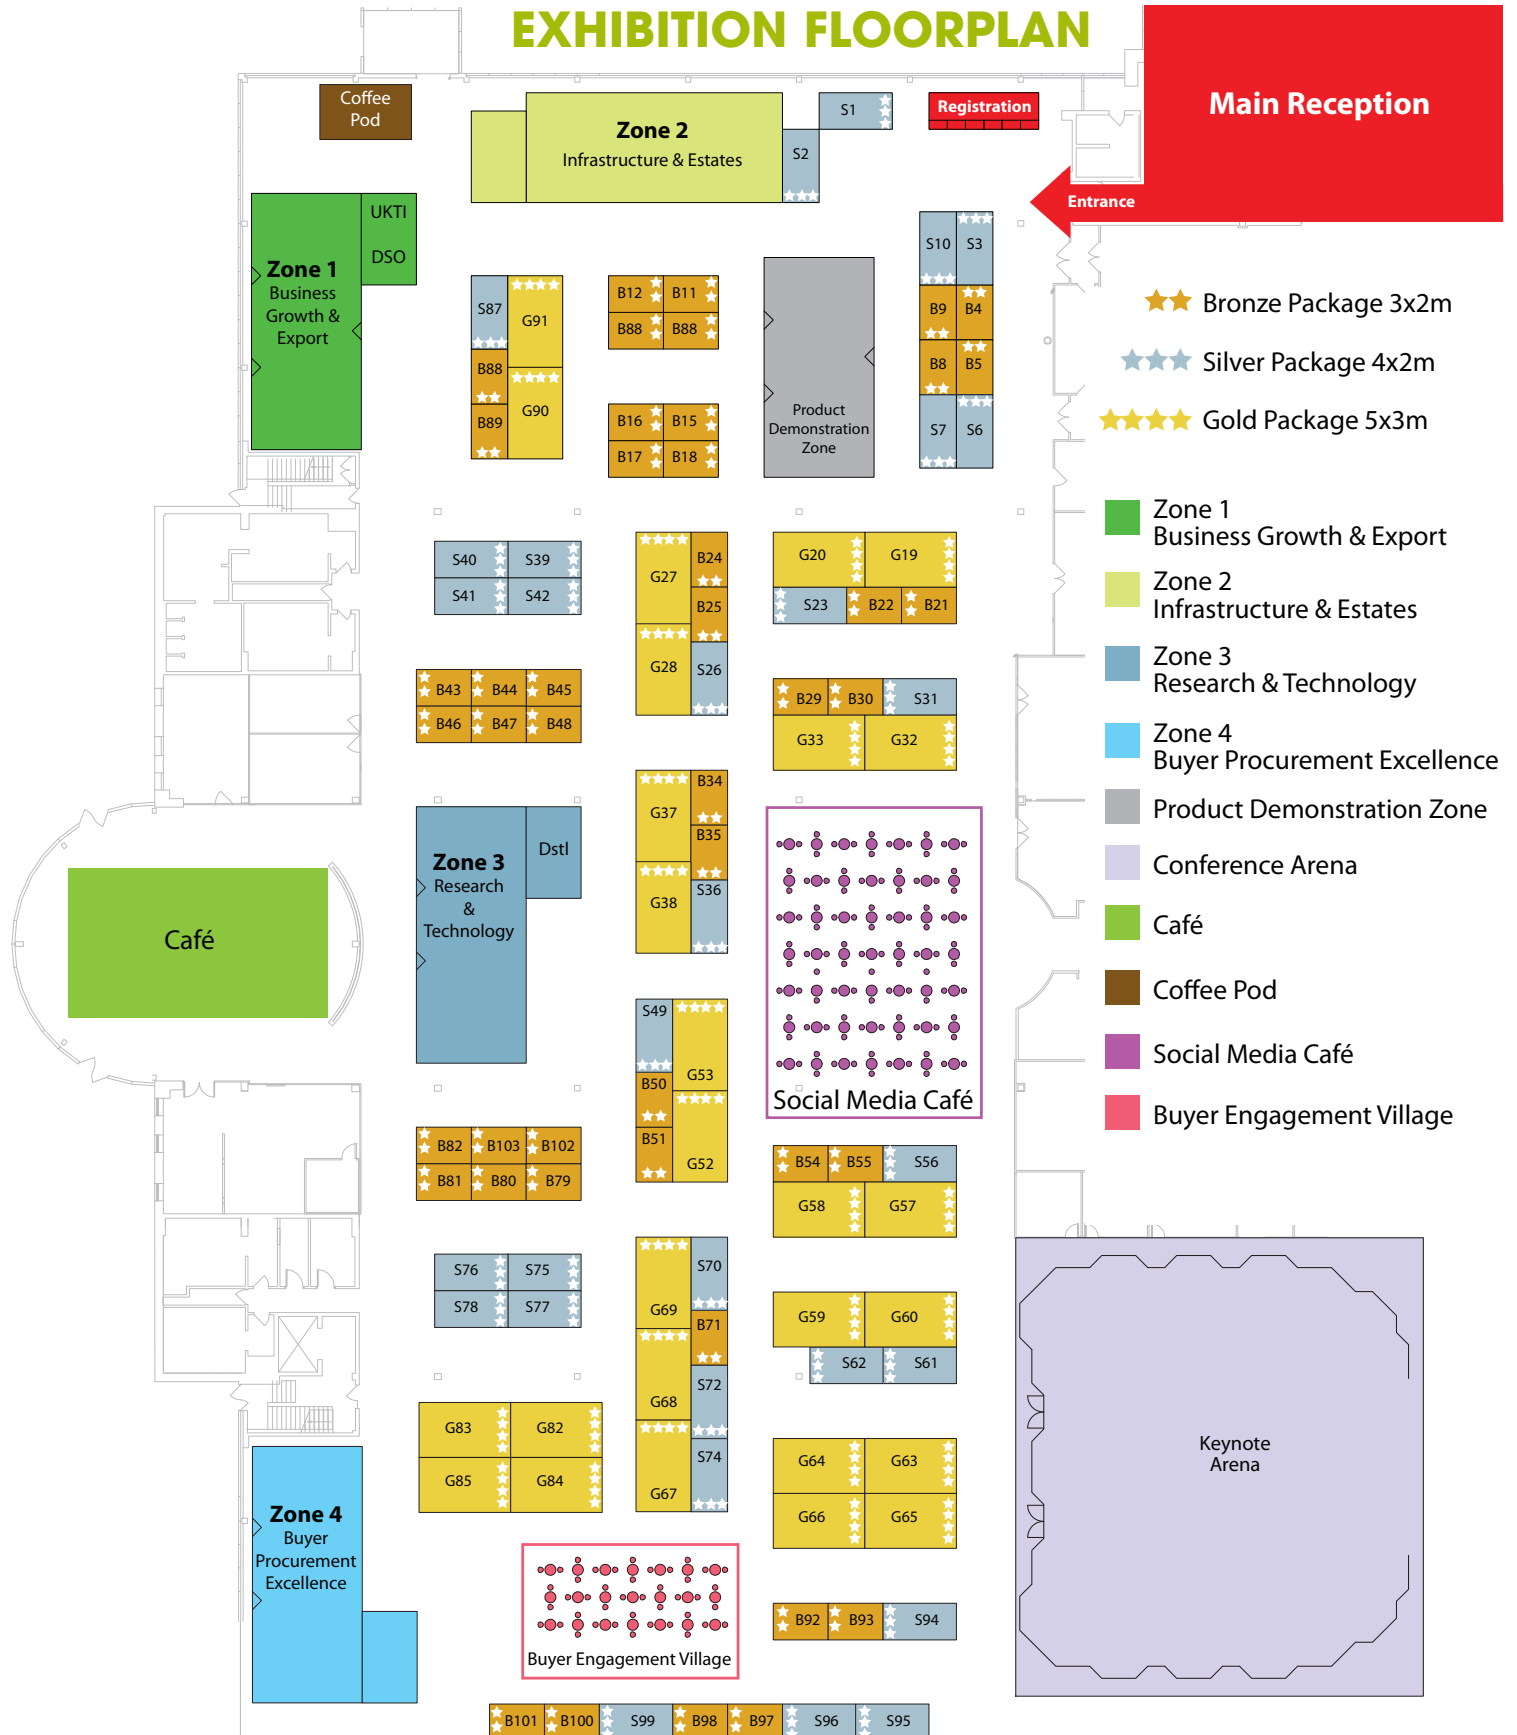 EXHIBITION FLOORPLAN
Coffee
Pod
Zone 2
Infrastructure & Estates
S1
S2
Registration
Main Reception
Entrance
UKTI
DSO
Zone 1
Business
Growth &
Export
S10
S3
B9
B4
B8
B5
S7
S6
S87
G91
B88
G90
B89
B12
B11
B88
B88
B16
B15
B17
B18
Product
Demonstration
Zone
Bronze Package 3x2m
Silver Package 4x2m
Gold Package 5x3m
Zone 1
Business Growth & Export
Zone 2
Infrastructure & Estates
Zone 3
Research & Technology
Zone 4
Buyer Procurement Excellence
Product Demonstration Zone
Conference Arena
Café
Coffee Pod
Social Media Café
Buyer Engagement Village
S40
S39
S41
S42
G27
B24
B25
G28
S26
G20
G19
S23
B22
B21
B43
B44
B45
B46
B47
B48
B29
B30
S31
G33
G32
G37
B34
B35
G38
S36
Zone 3
Research
&
Technology
Dstl
Café
Social Media Café
S49
G53
B50
B51
G52
B82
B103
B102
B81
B80
B79
B54
B55
S56
G58
G57
S76
S75
S78
S77
G69
S70
B71
G68
S72
G67
S74
G59
G60
S62
S61
G83
G82
G85
G84
G64
G63
G66
G65
Keynote
Arena
Zone 4
Buyer
Procurement
Excellence
Buyer Engagement Village
B92
B93
S94
B101
B100
S99
B98
B97
S96
S95